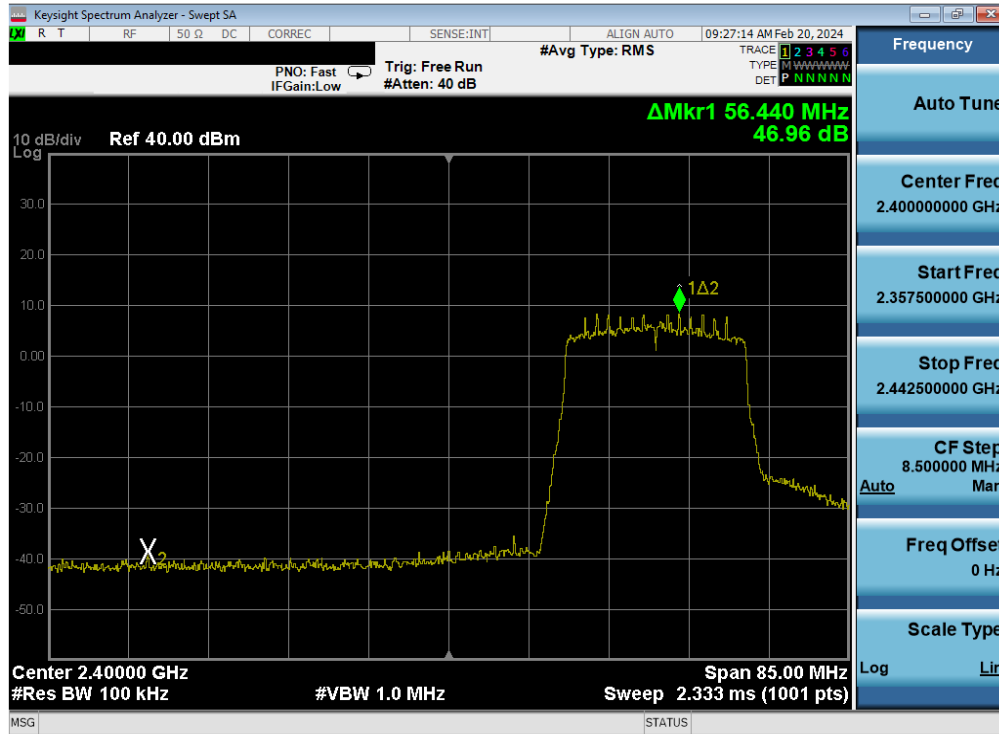 Keysight Spectrum Analyzer - Swept SA
LXI R T RF 50 Ω DC CORREC SENSE:INT ALIGN AUTO 09:27:14 AM Feb 20, 2024
#Avg Type: RMS
TRACE 1 2 3 4 5 6
PNO: Fast Trig: Free Run TYPE M WWWWW
IFGain:Low #Atten: 40 dB DET P N N N N N
ΔMkr1 56.440 MHz
46.96 dB
10 dB/div Ref 40.00 dBm
Log
30.0
20.0
10.0
0.00
-10.0
-20.0
-30.0
-40.0
-50.0
1Δ2
X2
Center 2.40000 GHz Span 85.00 MHz
#Res BW 100 kHz #VBW 1.0 MHz Sweep 2.333 ms (1001 pts)
MSG STATUS
Frequency
Auto Tune
Center Freq
2.400000000 GHz
Start Freq
2.357500000 GHz
Stop Freq
2.442500000 GHz
CF Step
8.500000 MHz
Auto Man
Freq Offset
0 Hz
Scale Type
Log Lin